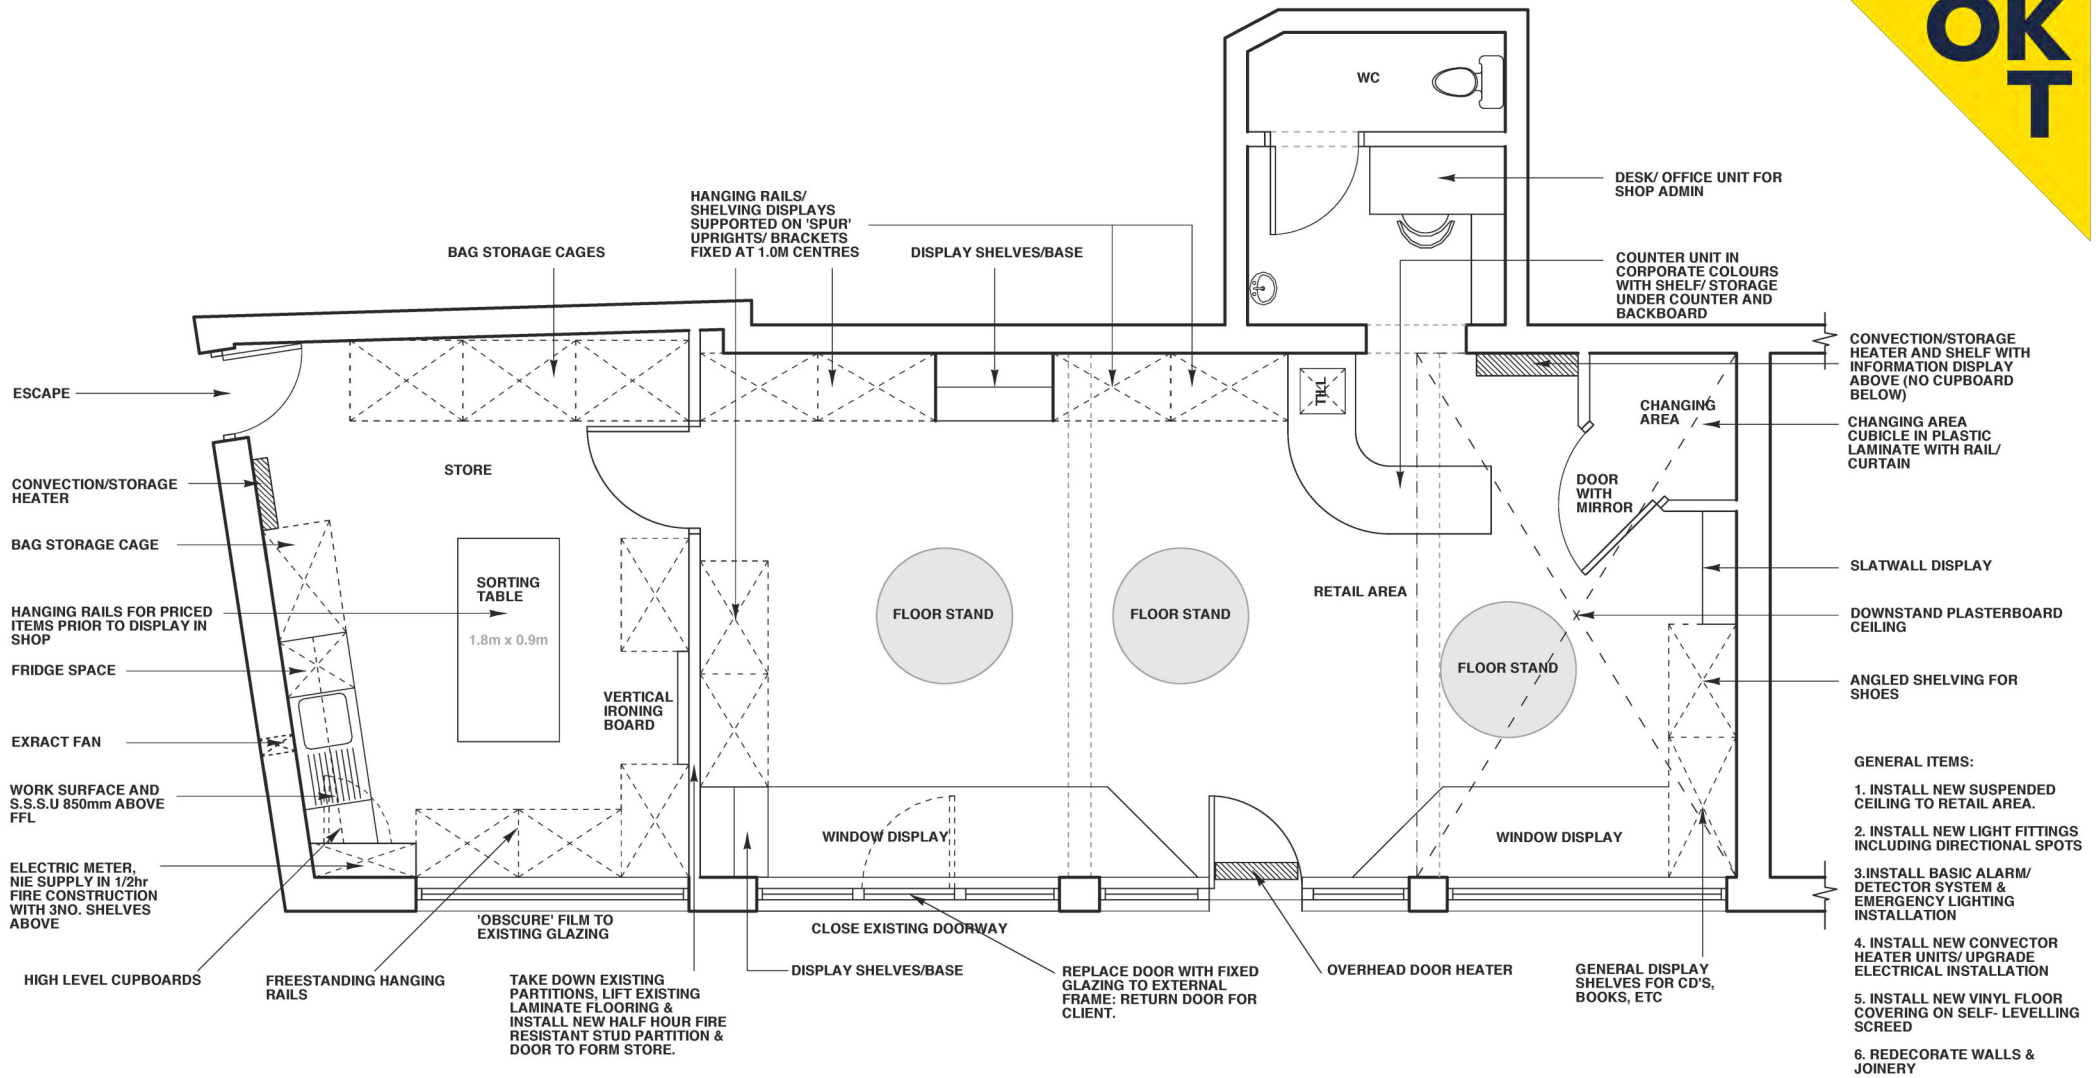 OK
T
WC
DESK/ OFFICE UNIT FOR
SHOP ADMIN
HANGING RAILS/
SHELVING DISPLAYS
SUPPORTED ON 'SPUR'
UPRIGHTS/ BRACKETS
FIXED AT 1.0M CENTRES
BAG STORAGE CAGES
DISPLAY SHELVES/BASE
COUNTER UNIT IN
CORPORATE COLOURS
WITH SHELF/ STORAGE
UNDER COUNTER AND
BACKBOARD
CONVECTION/STORAGE
HEATER AND SHELF WITH
INFORMATION DISPLAY
ABOVE (NO CUPBOARD
BELOW)
ESCAPE
TILL
CHANGING
AREA
CHANGING AREA
CUBICLE IN PLASTIC
LAMINATE WITH RAIL/
CURTAIN
STORE
CONVECTION/STORAGE
HEATER
DOOR
WITH
MIRROR
BAG STORAGE CAGE
SLATWALL DISPLAY
SORTING
TABLE
1.8m x 0.9m
RETAIL AREA
HANGING RAILS FOR PRICED
ITEMS PRIOR TO DISPLAY IN
SHOP
FLOOR STAND
FLOOR STAND
DOWNSTAND PLASTERBOARD
CEILING
FRIDGE SPACE
FLOOR STAND
ANGLED SHELVING FOR
SHOES
VERTICAL
IRONING
BOARD
EXRACT FAN
WORK SURFACE AND
S.S.S.U 850mm ABOVE
FFL
WINDOW DISPLAY
WINDOW DISPLAY
ELECTRIC METER,
NIE SUPPLY IN 1/2hr
FIRE CONSTRUCTION
WITH 3NO. SHELVES
ABOVE
'OBSCURE' FILM TO
EXISTING GLAZING
CLOSE EXISTING DOORWAY
HIGH LEVEL CUPBOARDS
FREESTANDING HANGING
RAILS
TAKE DOWN EXISTING
PARTITIONS, LIFT EXISTING
LAMINATE FLOORING &
INSTALL NEW HALF HOUR FIRE
RESISTANT STUD PARTITION &
DOOR TO FORM STORE.
DISPLAY SHELVES/BASE
REPLACE DOOR WITH FIXED
GLAZING TO EXTERNAL
FRAME: RETURN DOOR FOR
CLIENT.
OVERHEAD DOOR HEATER
GENERAL DISPLAY
SHELVES FOR CD'S,
BOOKS, ETC
GENERAL ITEMS:
1. INSTALL NEW SUSPENDED
CEILING TO RETAIL AREA.
2. INSTALL NEW LIGHT FITTINGS
INCLUDING DIRECTIONAL SPOTS
3.INSTALL BASIC ALARM/
DETECTOR SYSTEM &
EMERGENCY LIGHTING
INSTALLATION
4. INSTALL NEW CONVECTOR
HEATER UNITS/ UPGRADE
ELECTRICAL INSTALLATION
5. INSTALL NEW VINYL FLOOR
COVERING ON SELF- LEVELLING
SCREED
6. REDECORATE WALLS &
JOINERY